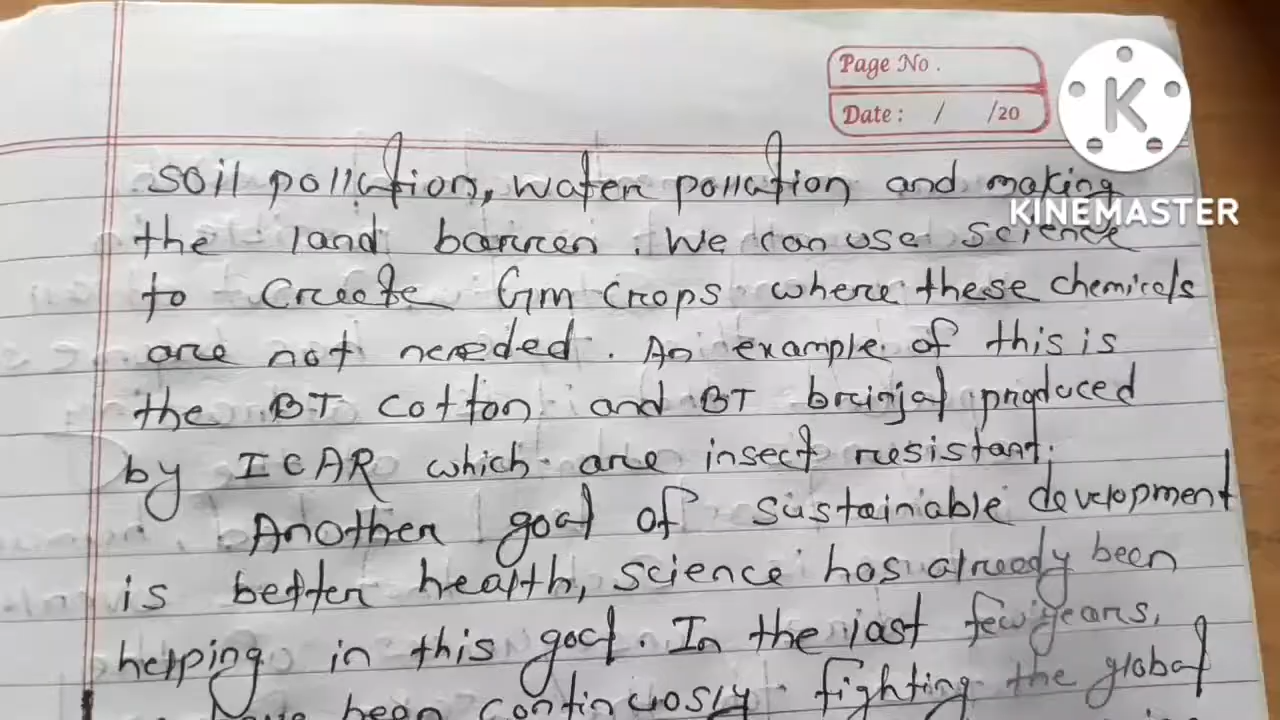 Page No.
Date: / /20
K
KINEMASTER
soil pollution, water pollution and making
the land barren. We can use science
to create Gm crops where these chemicals
are not needed. An example of this is
the BT cotton and BT brinjal produced
by ICAR which are insect resistant.
Another goal of sustainable development
is better health, science has already been
helping in this goal. In the last few years,
been continuosly fighting the global